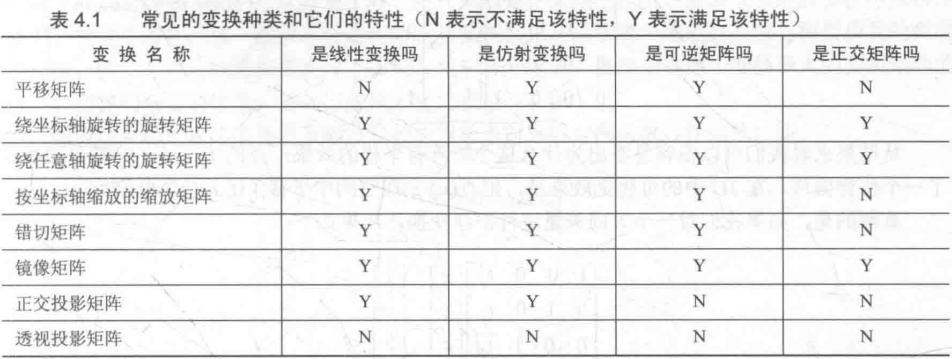 表 4.1 常见的变换种类和它们的特性（N 表示不满足该特性，Y 表示满足该特性）
变 换 名 称 是线性变换吗 是仿射变换吗 是可逆矩阵吗 是正交矩阵吗
平移矩阵 N Y Y N
绕坐标轴旋转的旋转矩阵 Y Y Y Y
绕任意轴旋转的旋转矩阵 Y Y Y Y
按坐标轴缩放的缩放矩阵 Y Y Y N
错切矩阵 Y Y Y N
镜像矩阵 Y Y Y Y
正交投影矩阵 Y Y N N
透视投影矩阵 N N N N